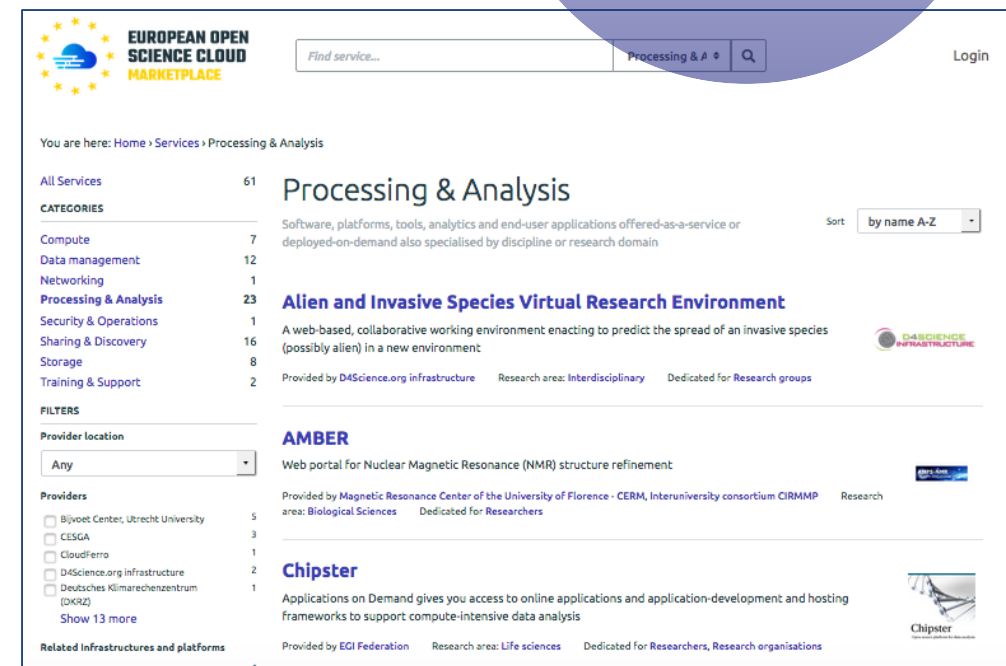 EUROPEAN OPEN
SCIENCE CLOUD
MARKETPLACE
Find service...
Processing & A
Login
You are here: Home › Services › Processing & Analysis
All Services 61
CATEGORIES
Compute 7
Data management 12
Networking 1
Processing & Analysis 23
Security & Operations 1
Sharing & Discovery 16
Storage 8
Training & Support 2
FILTERS
Provider location
Any
Providers
Bijvoet Center, Utrecht University 5
CESGA 3
CloudFerro 1
D4Science.org infrastructure 2
Deutsches Klimarechenzentrum 1
(DKRZ)
Show 13 more
Related Infrastructures and platforms
Processing & Analysis
Software, platforms, tools, analytics and end-user applications offered-as-a-service or
deployed-on-demand also specialised by discipline or research domain
Sort by name A-Z
Alien and Invasive Species Virtual Research Environment
A web-based, collaborative working environment enacting to predict the spread of an invasive species
(possibly alien) in a new environment
Provided by D4Science.org infrastructure Research area: Interdisciplinary Dedicated for Research groups
D4SCIENCE
INFRASTRUCTURE
AMBER
Web portal for Nuclear Magnetic Resonance (NMR) structure refinement
Provided by Magnetic Resonance Center of the University of Florence - CERM, Interuniversity consortium CIRMMP Research
area: Biological Sciences Dedicated for Researchers
Chipster
Applications on Demand gives you access to online applications and application-development and hosting
frameworks to support compute-intensive data analysis
Provided by EGI Federation Research area: Life sciences Dedicated for Researchers, Research organisations
Chipster